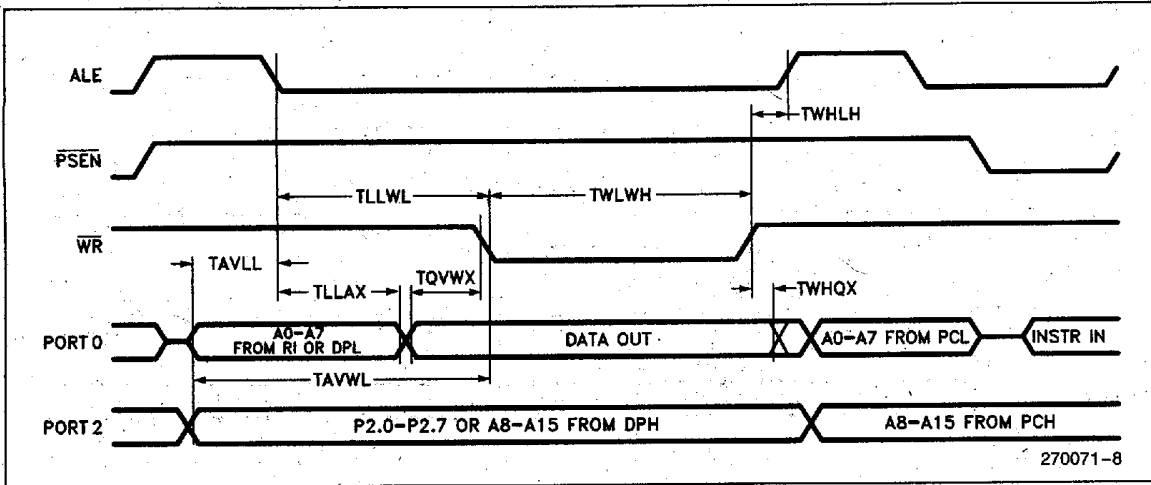 ALE
TWHLH
PSEN
TLLWL
TWLWH
WR
TAVLL
TLLAX
TQVWX
TWHQX
PORT 0
A0-A7
FROM RI OR DPL
DATA OUT
A0-A7 FROM PCL
INSTR IN
TAVWL
PORT 2
P2.0-P2.7 OR A8-A15 FROM DPH
A8-A15 FROM PCH
270071-8